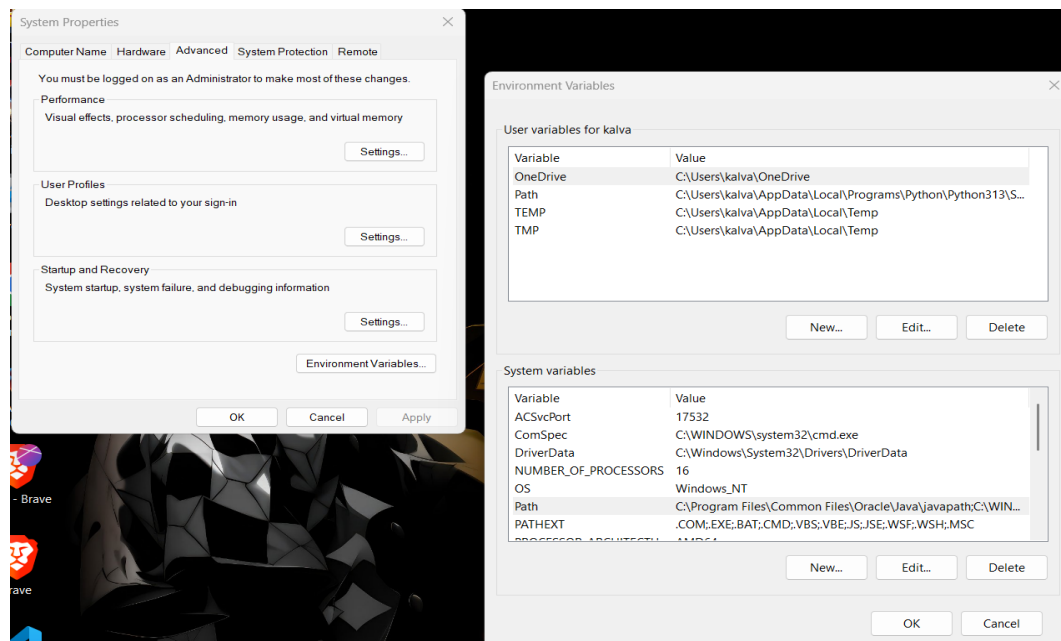 System Properties
Computer Name Hardware Advanced System Protection Remote
You must be logged on as an Administrator to make most of these changes.
Performance
Visual effects, processor scheduling, memory usage, and virtual memory
Settings...
User Profiles
Desktop settings related to your sign-in
Settings...
Startup and Recovery
System startup, system failure, and debugging information
Settings...
Environment Variables...
OK Cancel Apply
- Brave
rave
Environment Variables
User variables for kalva
Variable Value
OneDrive C:\Users\kalva\OneDrive
Path C:\Users\kalva\AppData\Local\Programs\Python\Python313\S...
TEMP C:\Users\kalva\AppData\Local\Temp
TMP C:\Users\kalva\AppData\Local\Temp
New... Edit... Delete
System variables
Variable Value
ACSvcPort 17532
ComSpec C:\WINDOWS\system32\cmd.exe
DriverData C:\Windows\System32\Drivers\DriverData
NUMBER_OF_PROCESSORS 16
OS Windows_NT
Path C:\Program Files\Common Files\Oracle\Java\javapath;C:\WIN...
PATHEXT .COM;.EXE;.BAT;.CMD;.VBS;.VBE;.JS;.JSE;.WSF;.WSH;.MSC
New... Edit... Delete
OK Cancel